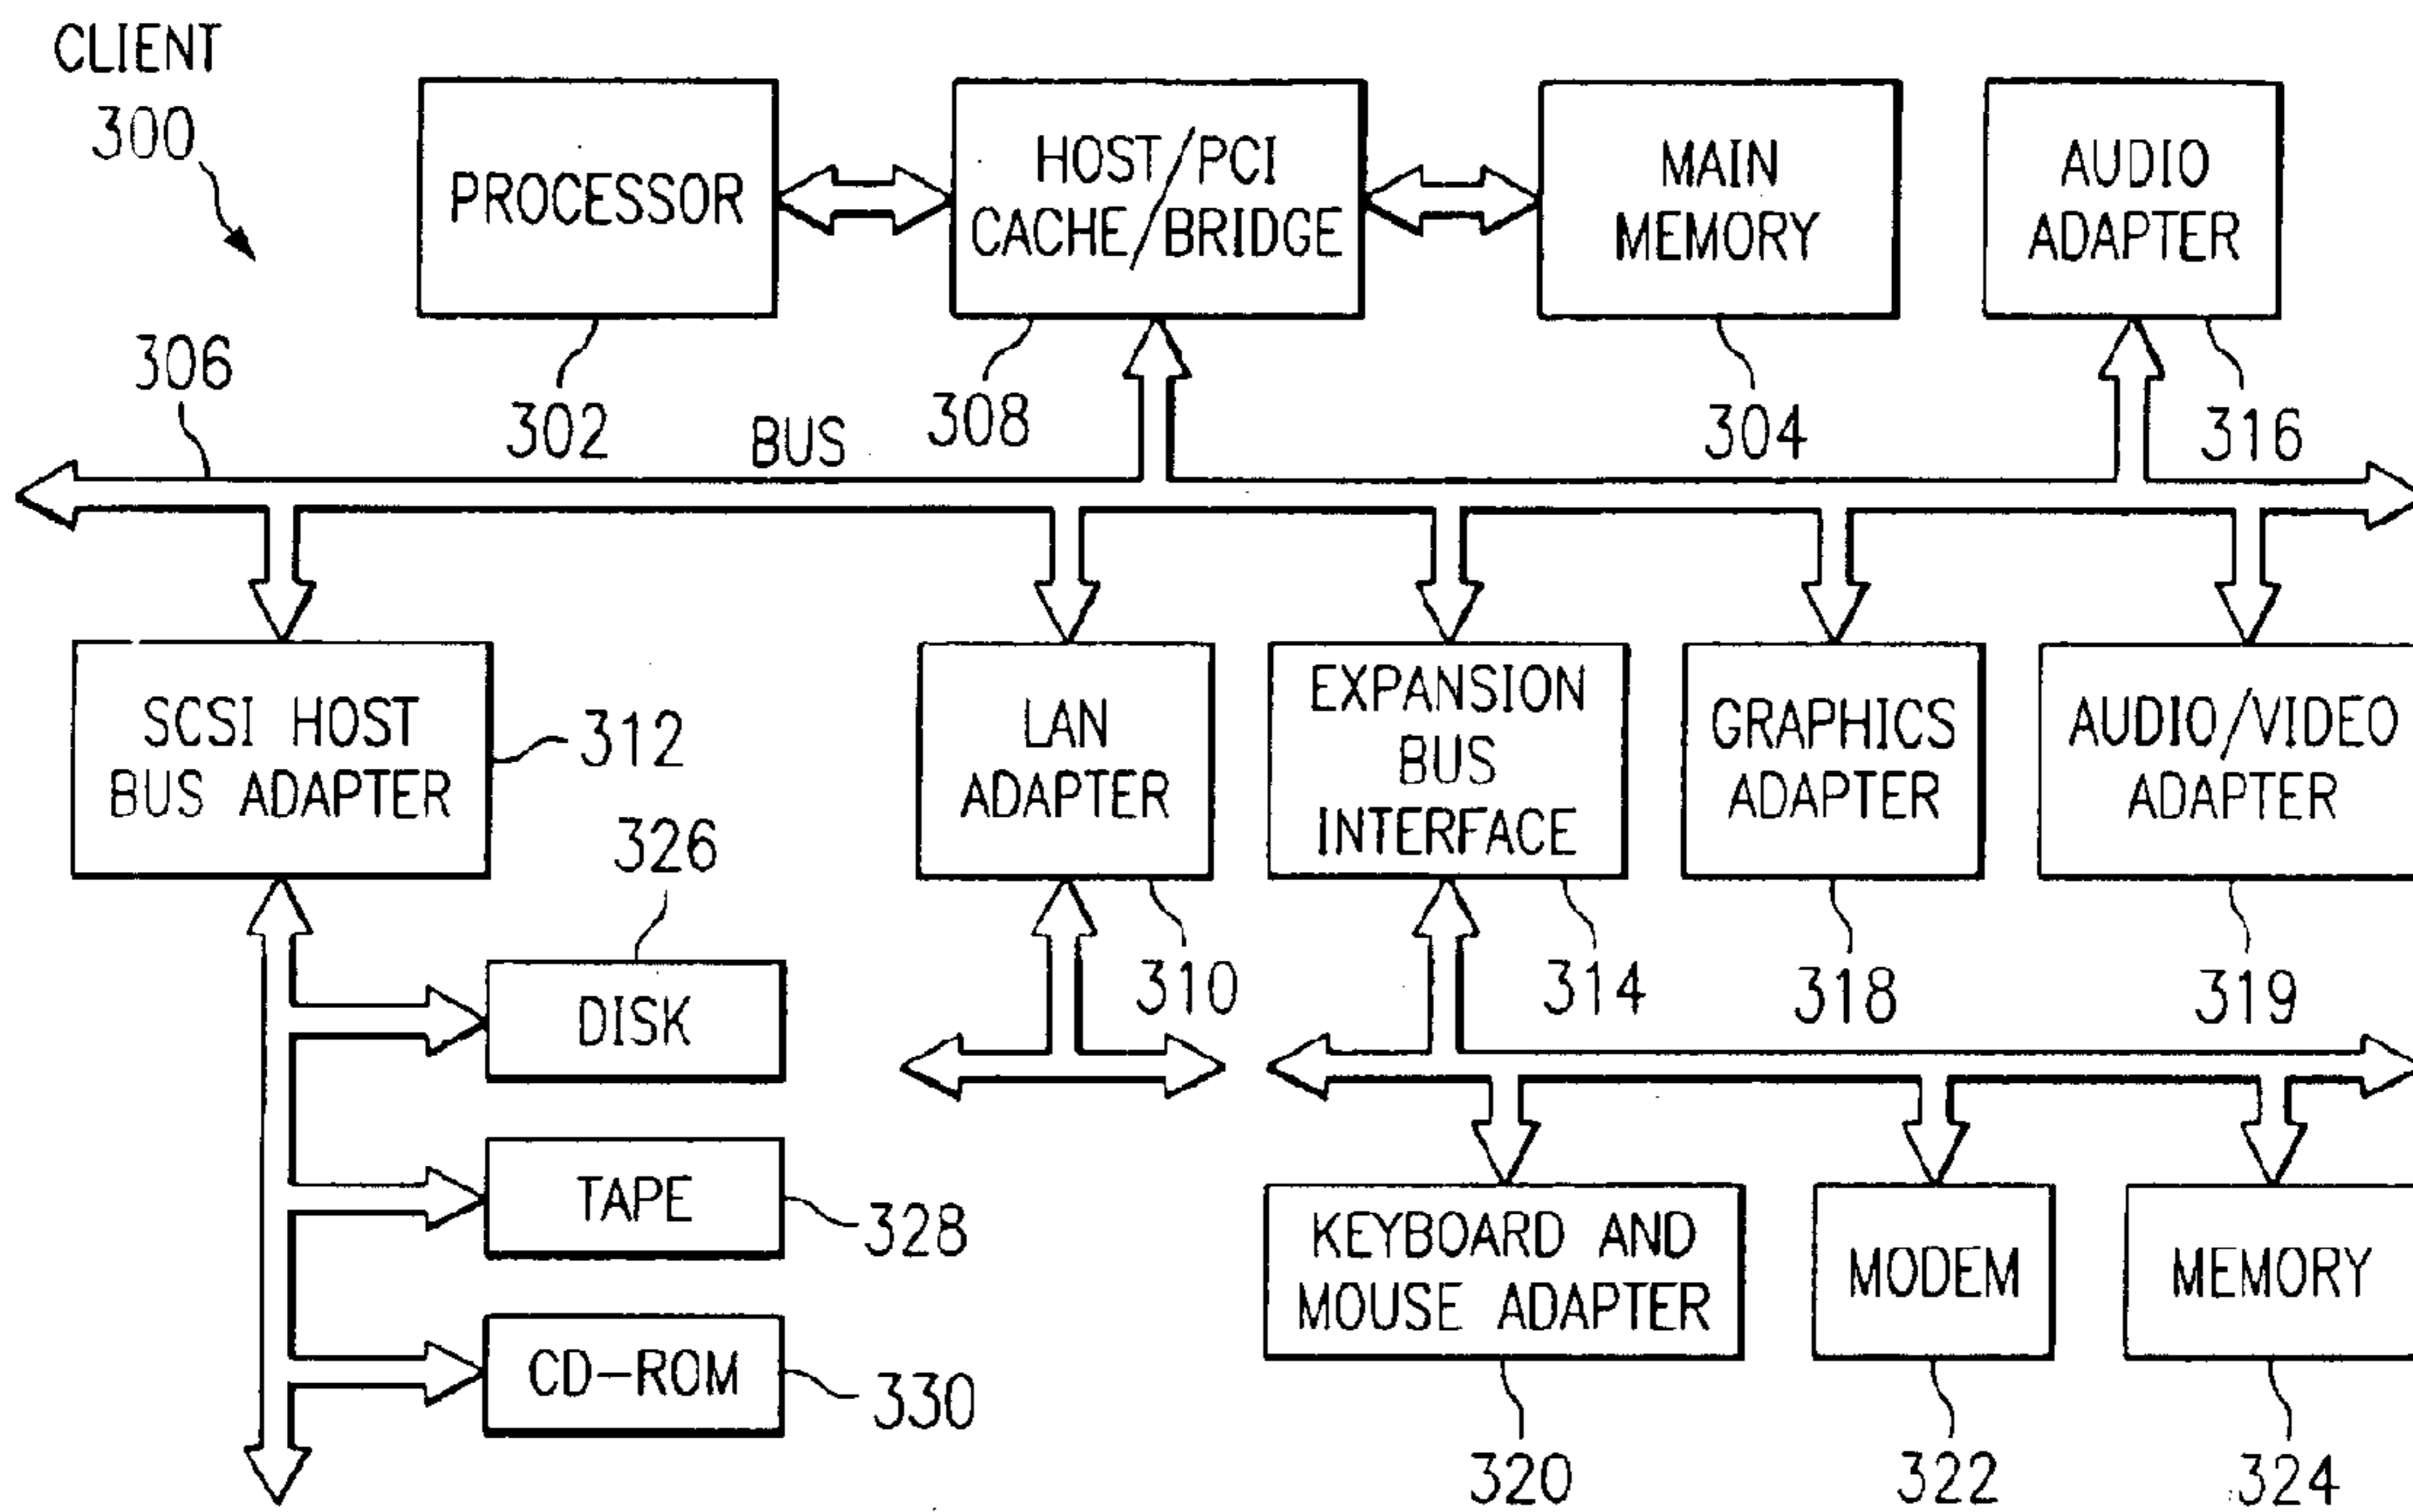 CLIENT
300
PROCESSOR
HOST/PCI
CACHE/BRIDGE
MAIN
MEMORY
AUDIO
ADAPTER
306
302
BUS
308
304
316
SCSI HOST
BUS ADAPTER
312
LAN
ADAPTER
EXPANSION
BUS
INTERFACE
GRAPHICS
ADAPTER
AUDIO/VIDEO
ADAPTER
326
310
314
318
319
DISK
TAPE
328
CD-ROM
330
KEYBOARD AND
MOUSE ADAPTER
MODEM
MEMORY
320
322
324